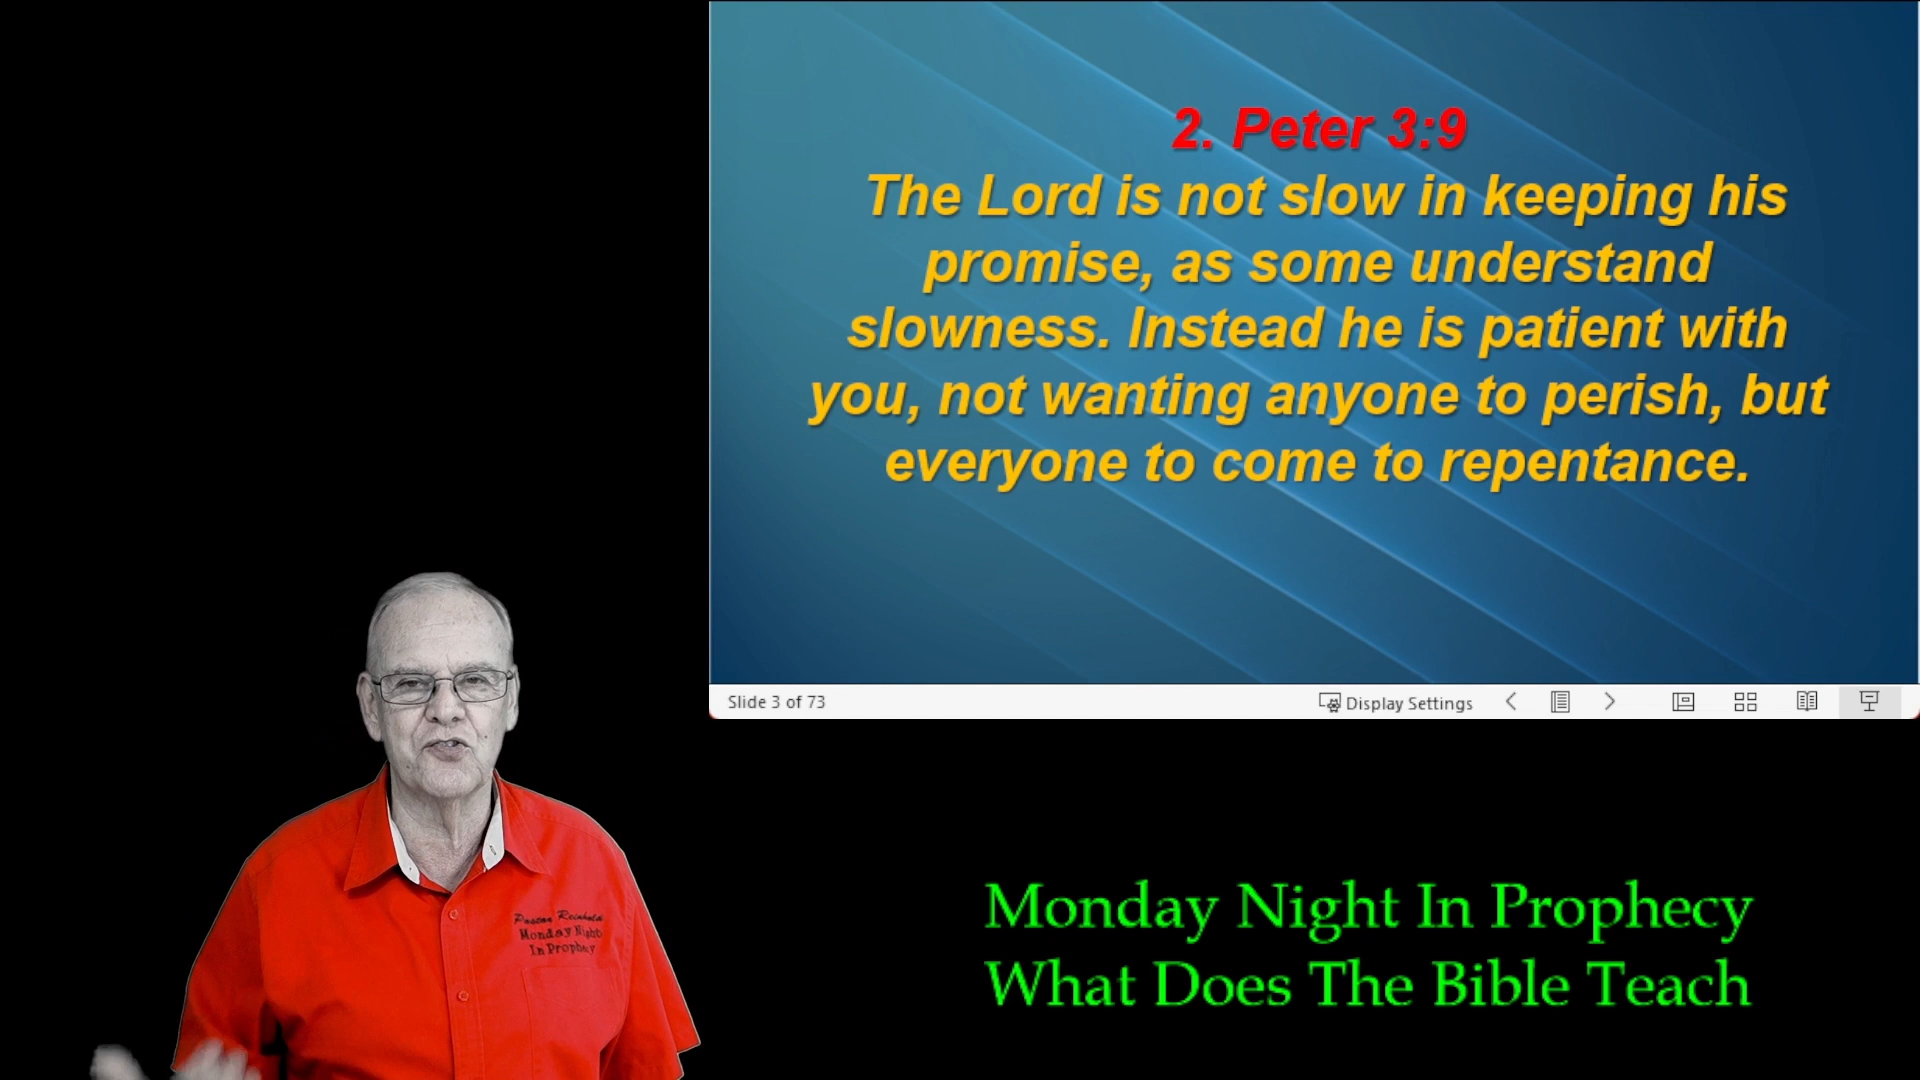 2. Peter 3:9
The Lord is not slow in keeping his
promise, as some understand
slowness. Instead he is patient with
you, not wanting anyone to perish, but
everyone to come to repentance.
Slide 3 of 73
Display Settings
Pastor Reinhold
Monday Night
In Prophecy
Monday Night In Prophecy
What Does The Bible Teach